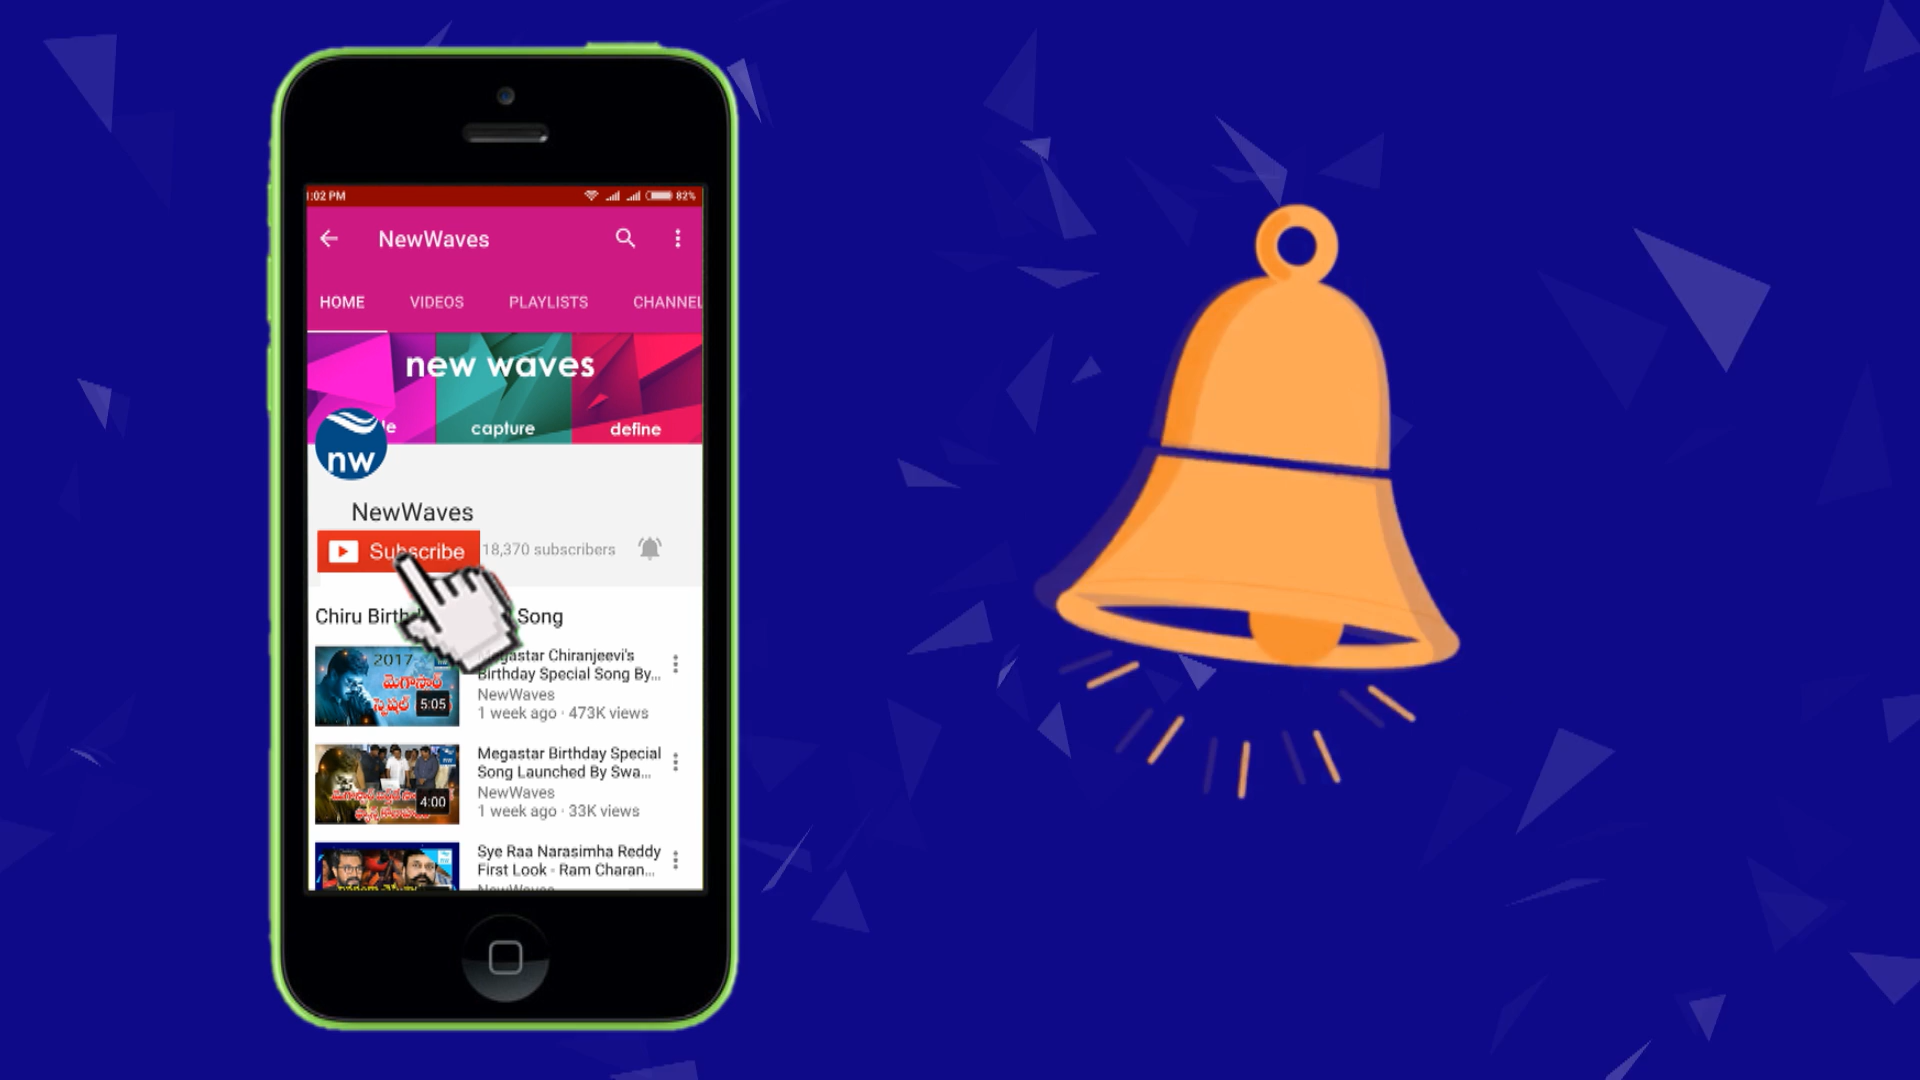 1:02 PM
82%
NewWaves
HOME VIDEOS PLAYLISTS CHANNEL
new waves
capture
define
nw
NewWaves
Subscribe
18,370 subscribers
Chiru Song
2017
మెగాస్టార్
స్పెషల్
5:05
Megastar Chiranjeevi's
Birthday Special Song By...
NewWaves
1 week ago · 473K views
4:00
Megastar Birthday Special
Song Launched By Swa...
NewWaves
1 week ago · 33K views
Sye Raa Narasimha Reddy
First Look - Ram Charan...